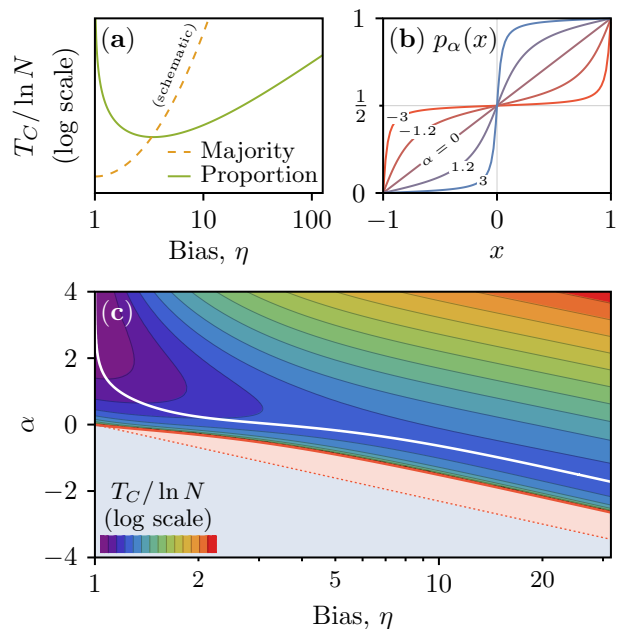 (a)
(schematic)
T_C / ln N
(log scale)
Majority
Proportion
1
10
100
Bias, η
(b) p_α(x)
1
1/2
0
−3
−1.2
α = 0
1.2
3
−1
0
1
x
(c)
4
2
0
−2
−4
α
T_C / ln N
(log scale)
1
2
5
10
20
Bias, η